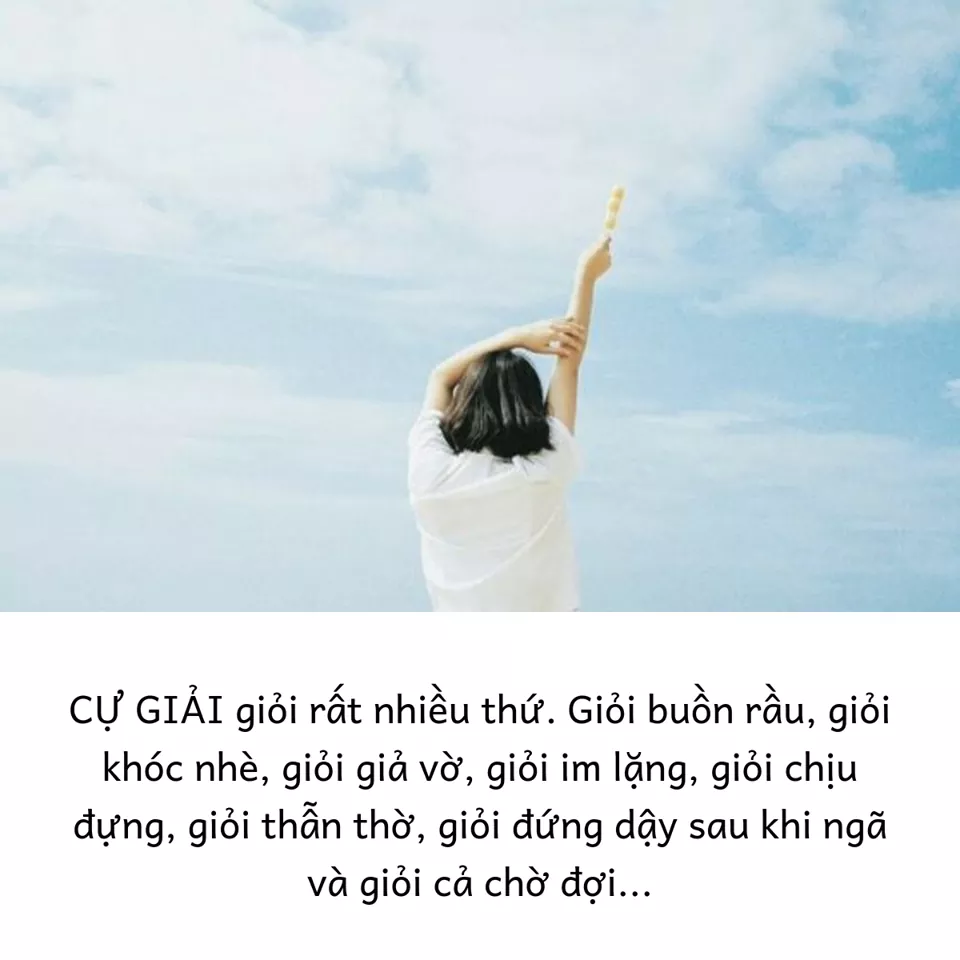 CỰ GIẢI giỏi rất nhiều thứ. Giỏi buồn rầu, giỏi
khóc nhè, giỏi giả vờ, giỏi im lặng, giỏi chịu
đựng, giỏi thẫn thờ, giỏi đứng dậy sau khi ngã
và giỏi cả chờ đợi...